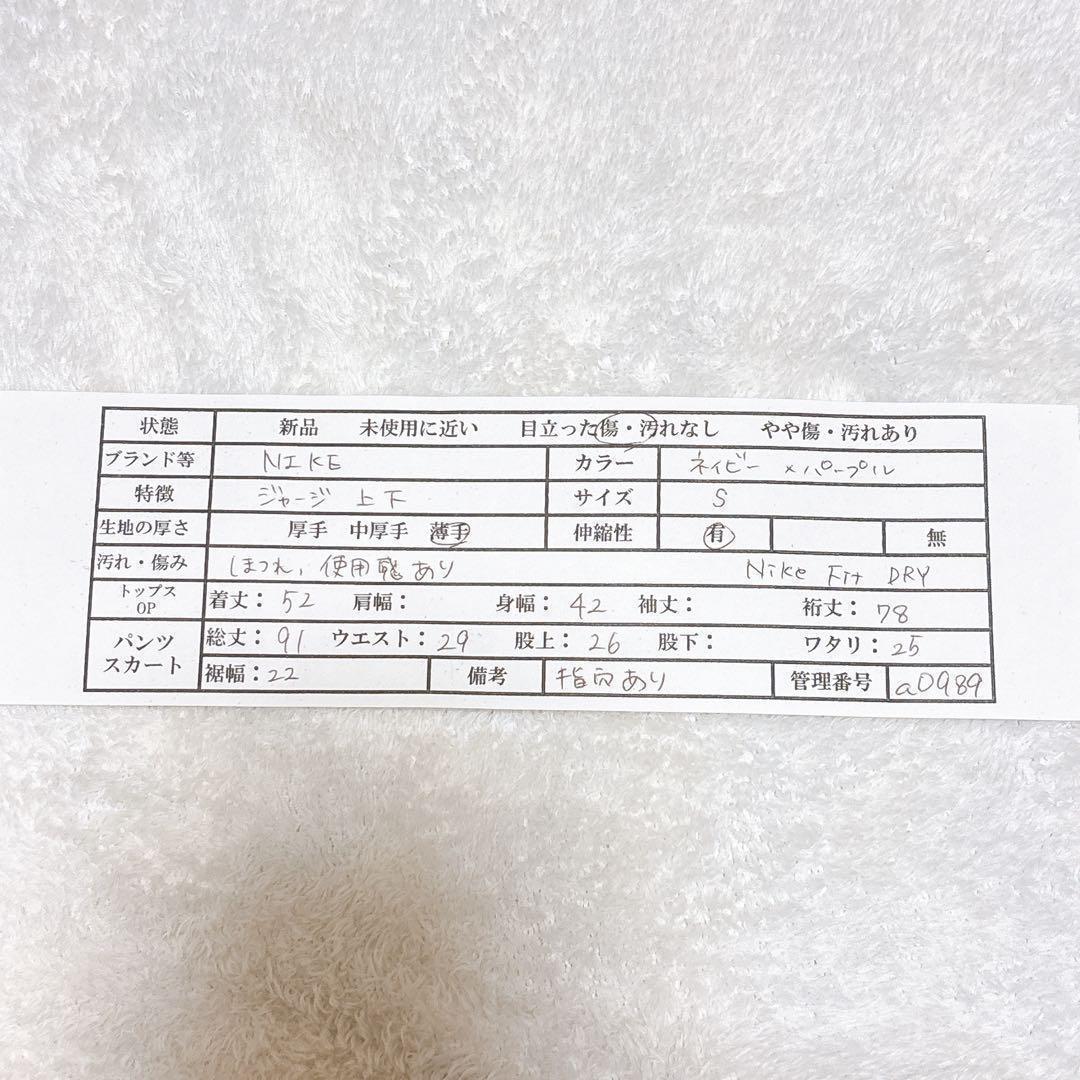 状態 新品 未使用に近い 目立った傷・汚れなし やや傷・汚れあり
ブランド等 NIKE カラー ネイビー×パープル
特徴 ジャージ上下 サイズ S
生地の厚さ 厚手 中厚手 薄手 伸縮性 有 無
汚れ・傷み ほつれ、使用感あり Nike Fit DRY
トップス OP 着丈：52 肩幅： 身幅：42 袖丈： 裄丈：78
パンツ スカート 総丈：91 ウエスト：29 股上：26 股下： ワタリ：25
裾幅：22 備考 指穴あり 管理番号 a0989